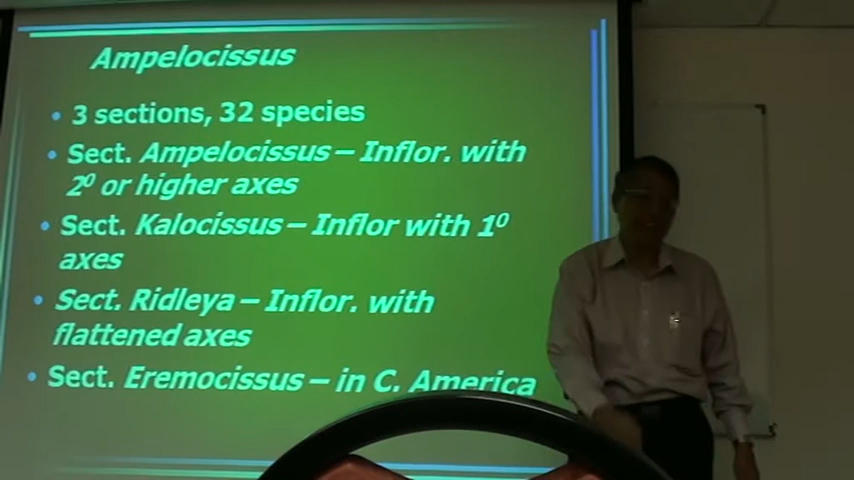 Ampelocissus
• 3 sections, 32 species
• Sect. Ampelocissus – Inflor. with
2⁰ or higher axes
• Sect. Kalocissus – Inflor with 1⁰
axes
• Sect. Ridleya – Inflor. with
flattened axes
• Sect. Eremocissus – in C. America